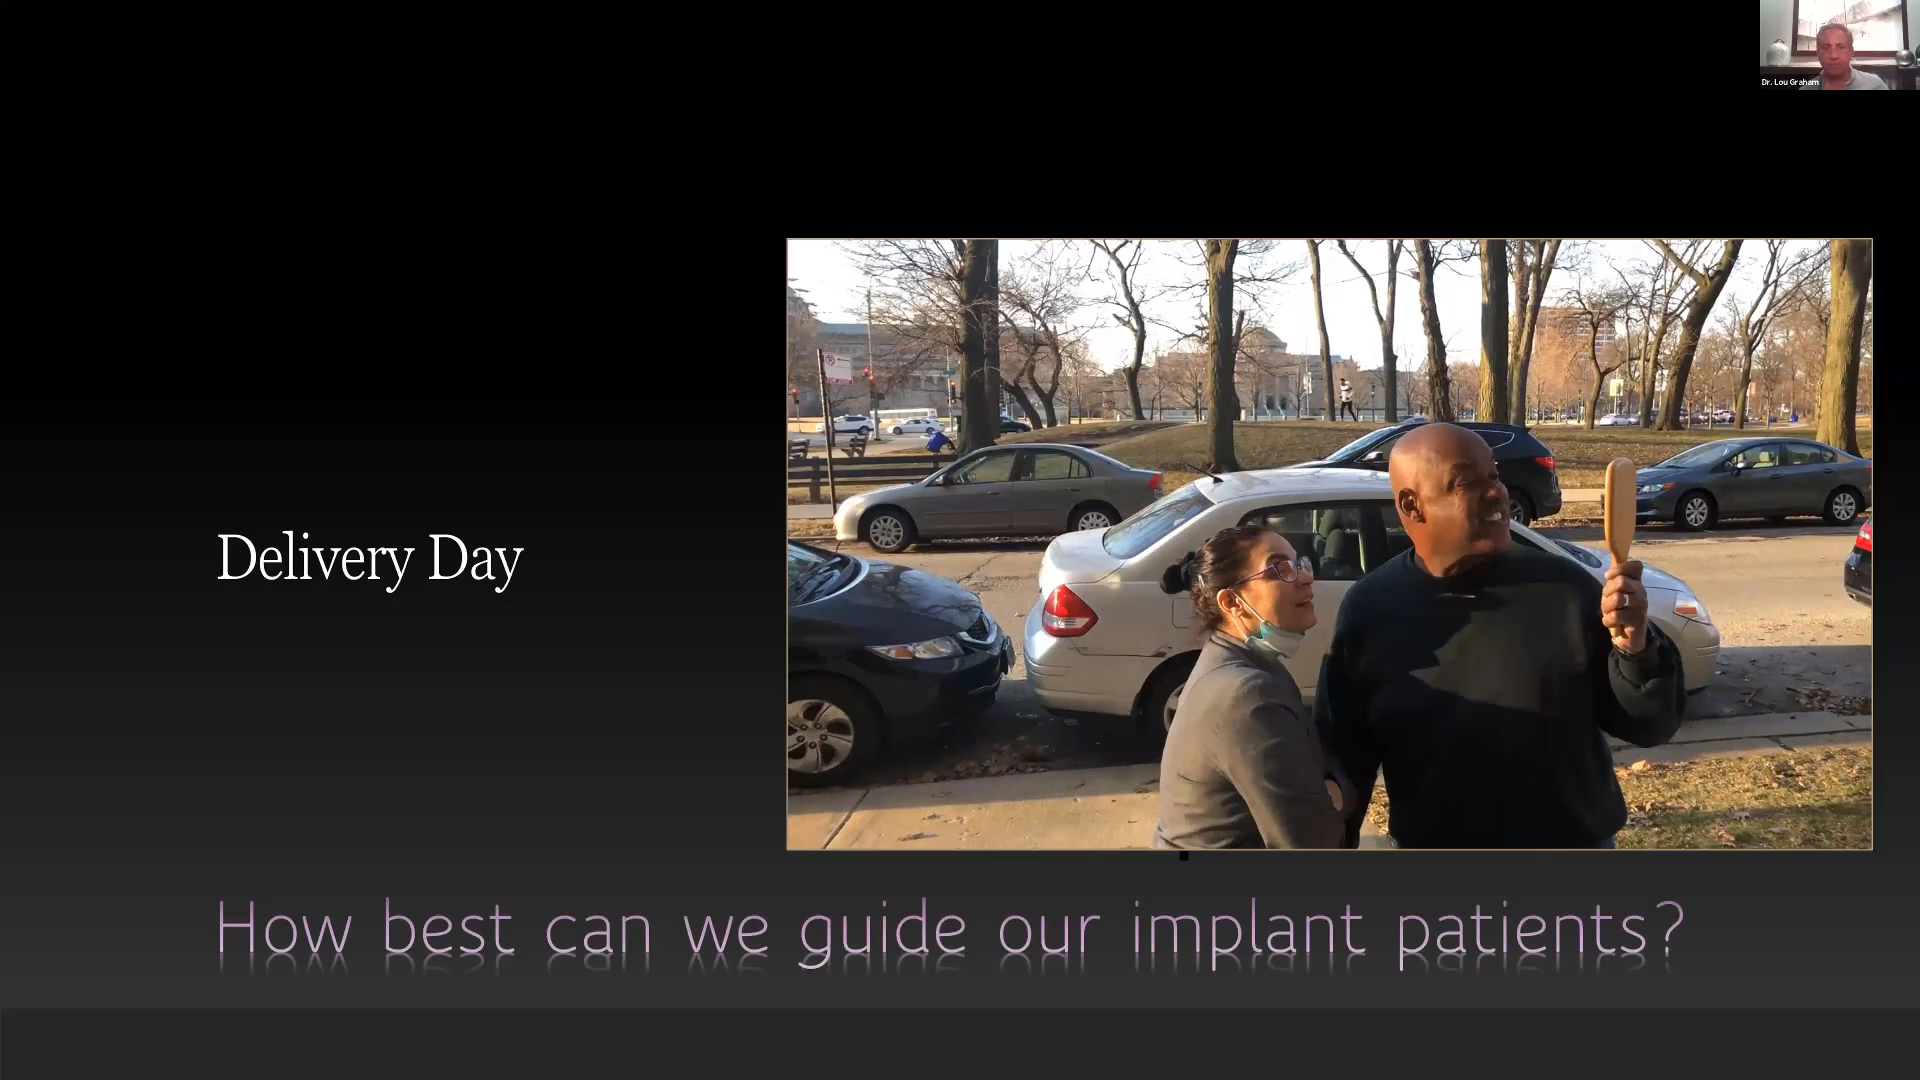 Dr. Lou Graham
Delivery Day
How best can we guide our implant patients?